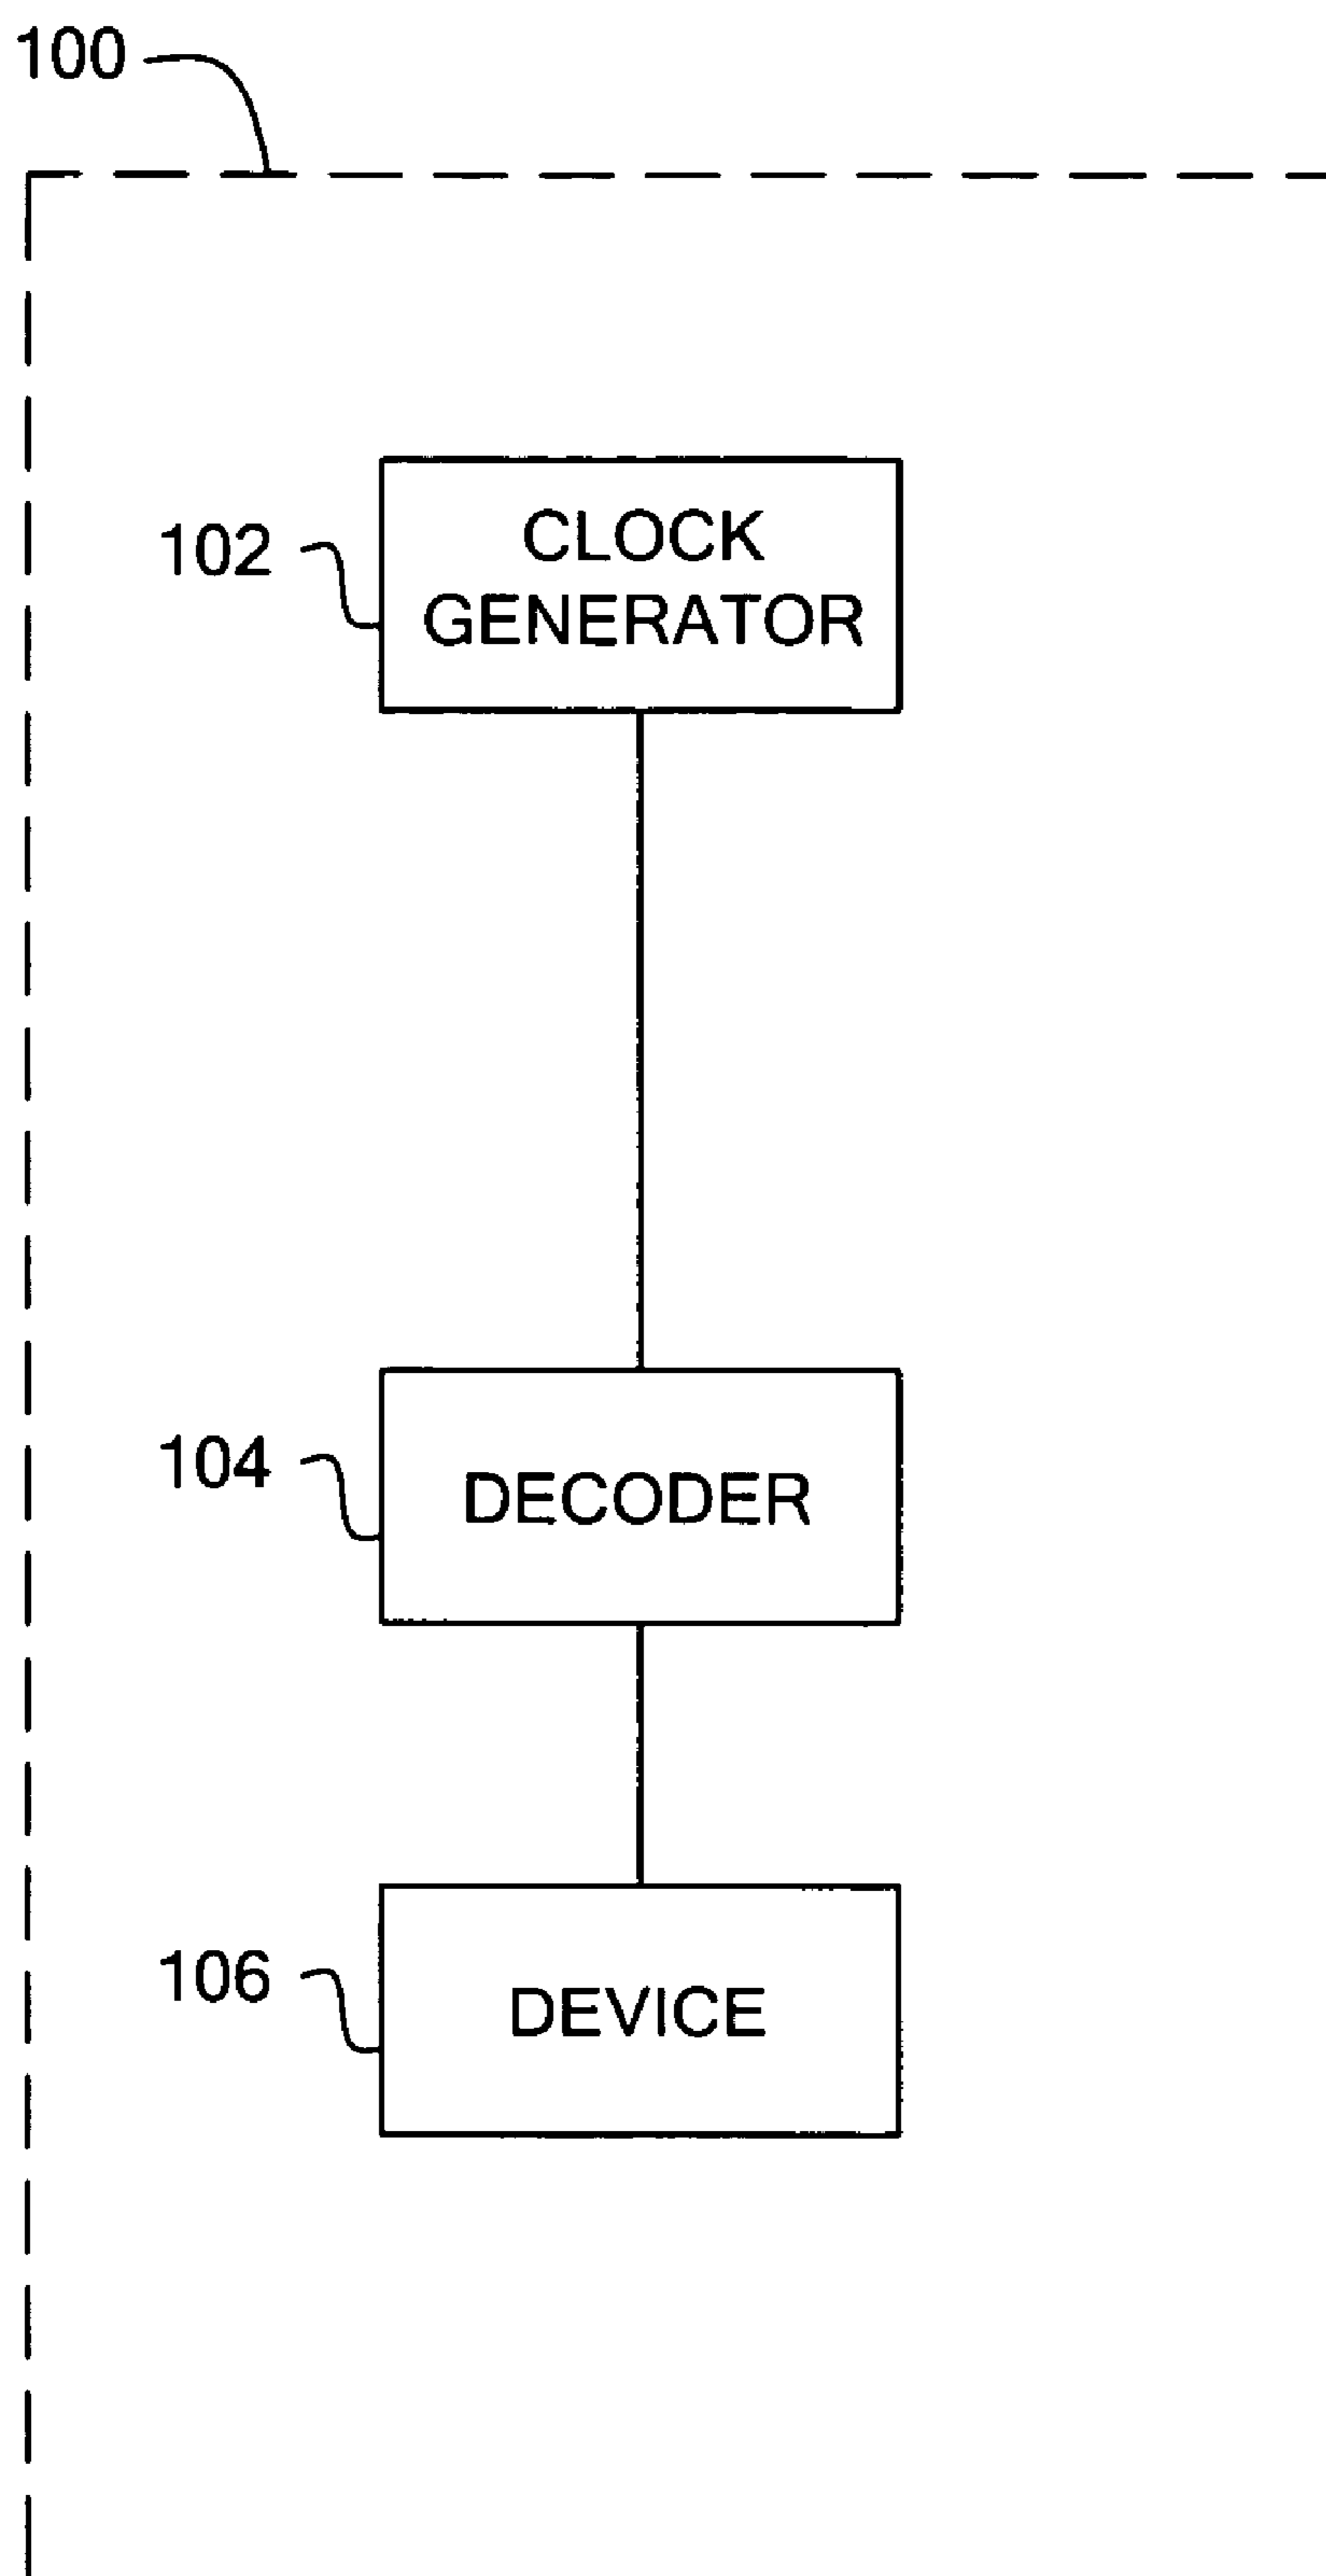 100
102
CLOCK
GENERATOR
104
DECODER
106
DEVICE